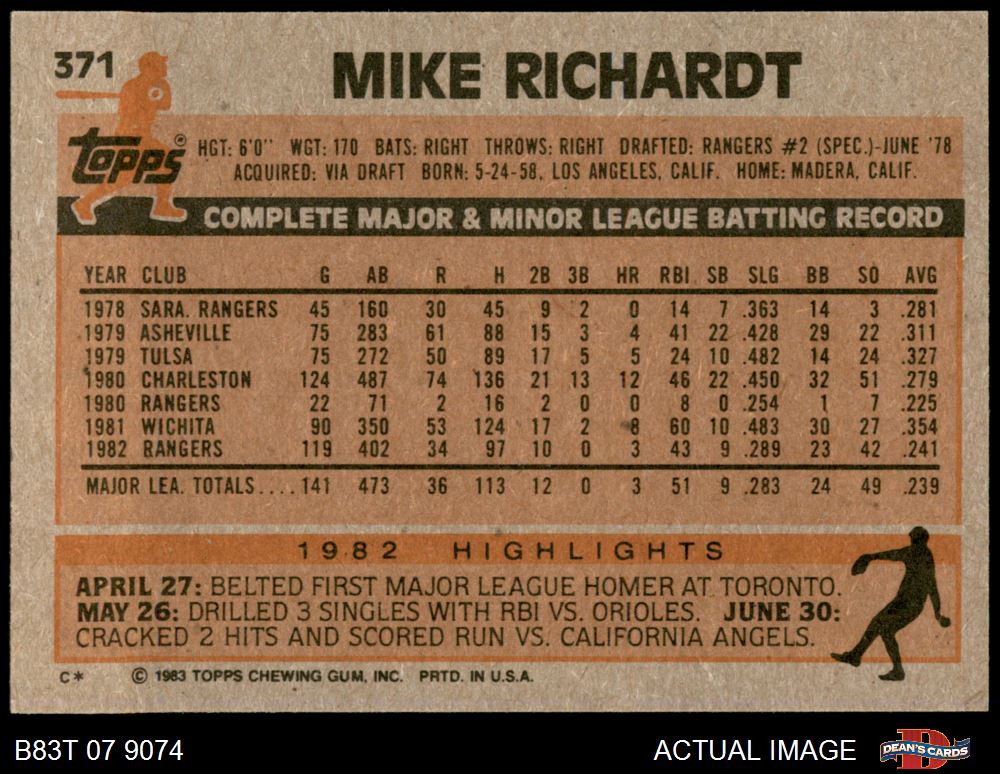 371
MIKE RICHARDT
Topps®
HGT: 6'0" WGT: 170 BATS: RIGHT THROWS: RIGHT DRAFTED: RANGERS #2 (SPEC.)-JUNE '78
ACQUIRED: VIA DRAFT BORN: 5-24-58, LOS ANGELES, CALIF. HOME: MADERA, CALIF.
COMPLETE MAJOR & MINOR LEAGUE BATTING RECORD
YEAR CLUB G AB R H 2B 3B HR RBI SB SLG BB SO AVG
1978 SARA. RANGERS 45 160 30 45 9 2 0 14 7 .363 14 3 .281
1979 ASHEVILLE 75 283 61 88 15 3 4 41 22 .428 29 22 .311
1979 TULSA 75 272 50 89 17 5 5 24 10 .482 14 24 .327
1980 CHARLESTON 124 487 74 136 21 13 12 46 22 .450 32 51 .279
1980 RANGERS 22 71 2 16 2 0 0 8 0 .254 1 7 .225
1981 WICHITA 90 350 53 124 17 2 8 60 10 .483 30 27 .354
1982 RANGERS 119 402 34 97 10 0 3 43 9 .289 23 42 .241
MAJOR LEA. TOTALS.... 141 473 36 113 12 0 3 51 9 .283 24 49 .239
1982 HIGHLIGHTS
APRIL 27: BELTED FIRST MAJOR LEAGUE HOMER AT TORONTO.
MAY 26: DRILLED 3 SINGLES WITH RBI VS. ORIOLES. JUNE 30:
CRACKED 2 HITS AND SCORED RUN VS. CALIFORNIA ANGELS.
C* © 1983 TOPPS CHEWING GUM, INC. PRTD. IN U.S.A.
B83T 07 9074 ACTUAL IMAGE DEAN'S CARDS